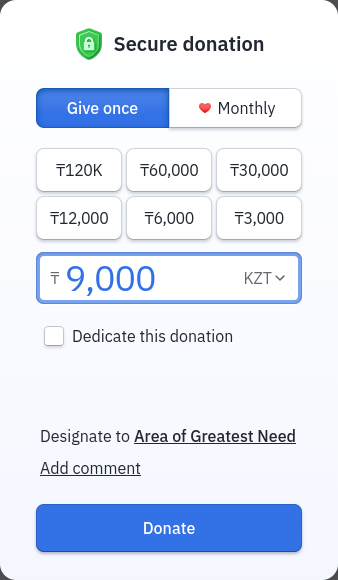 Secure donation
Give once
Monthly
₸120K
₸60,000
₸30,000
₸12,000
₸6,000
₸3,000
₸ 9,000 KZT
Dedicate this donation
Designate to Area of Greatest Need
Add comment
Donate